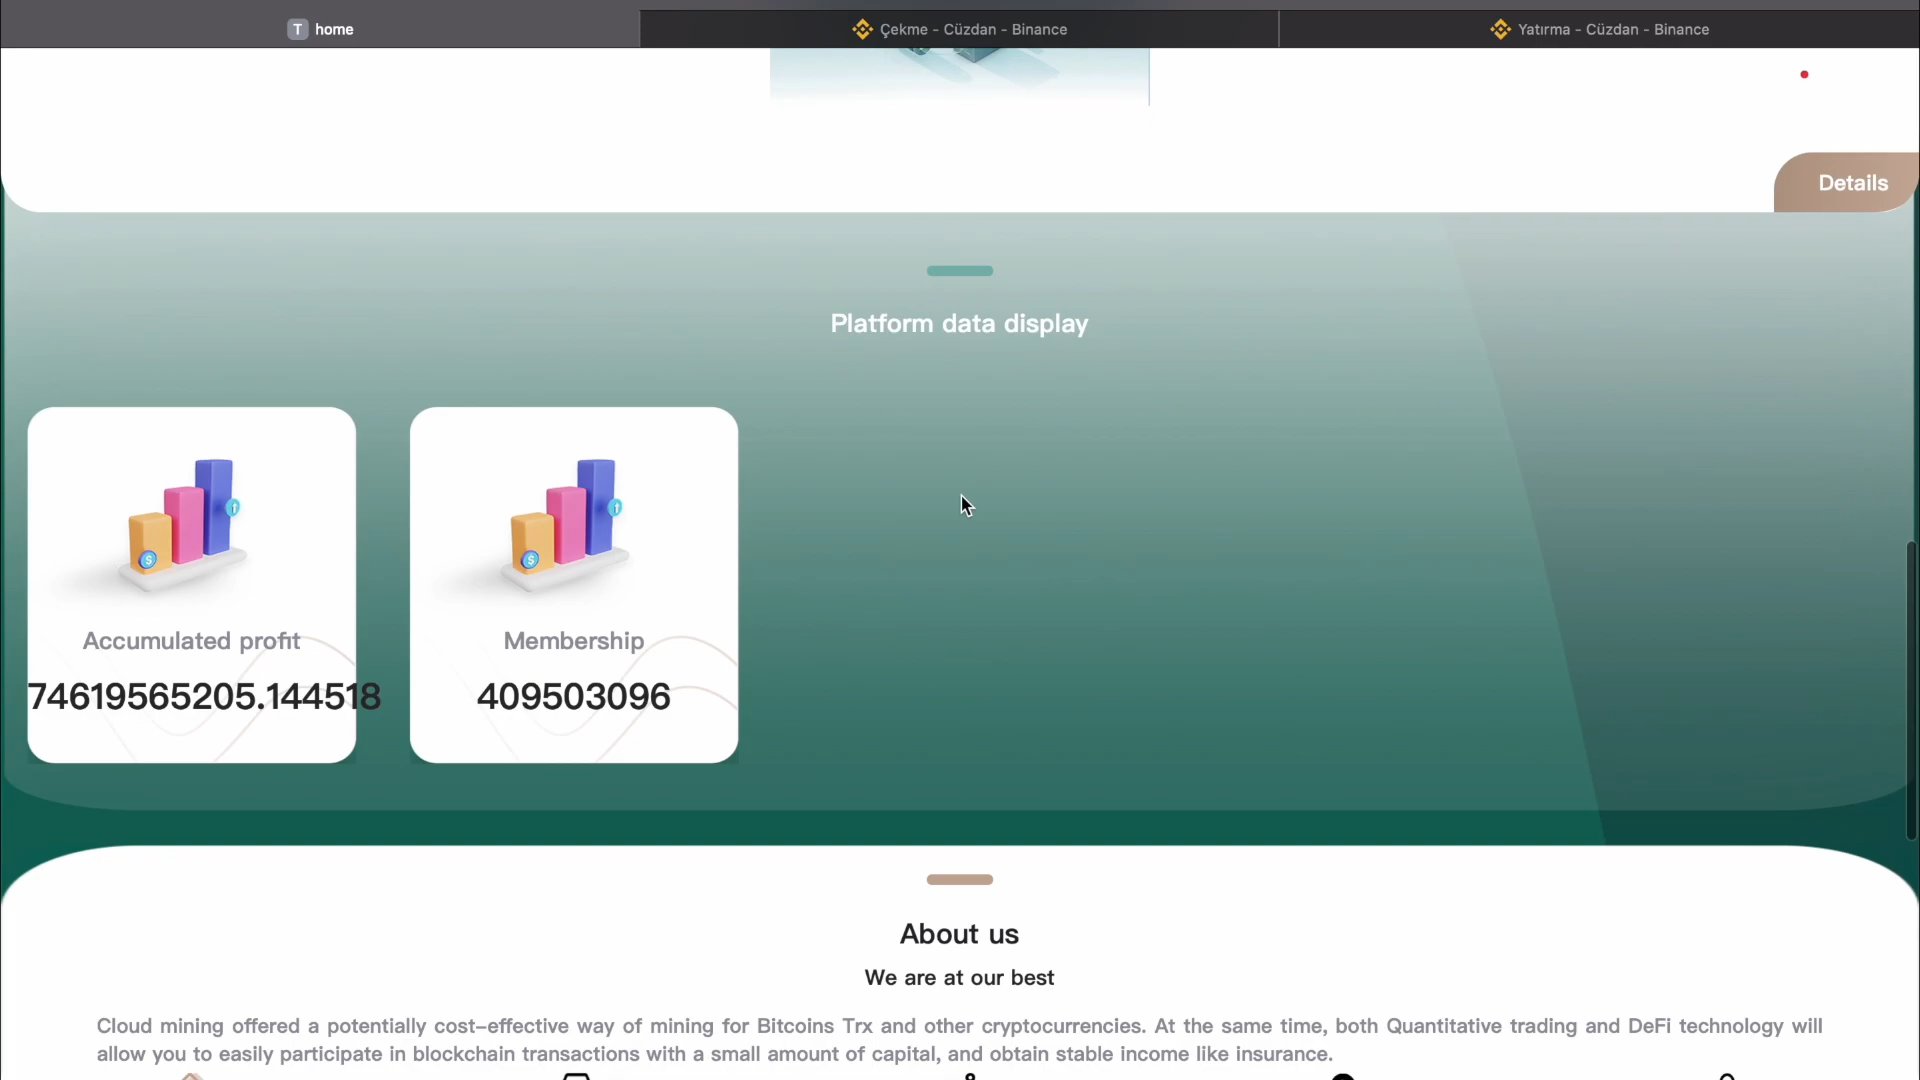 T home
Çekme - Cüzdan - Binance
Yatırma - Cüzdan - Binance
Details
Platform data display
Accumulated profit
74619565205.144518
Membership
409503096
About us
We are at our best
Cloud mining offered a potentially cost-effective way of mining for Bitcoins Trx and other cryptocurrencies. At the same time, both Quantitative trading and DeFi technology will
allow you to easily participate in blockchain transactions with a small amount of capital, and obtain stable income like insurance.